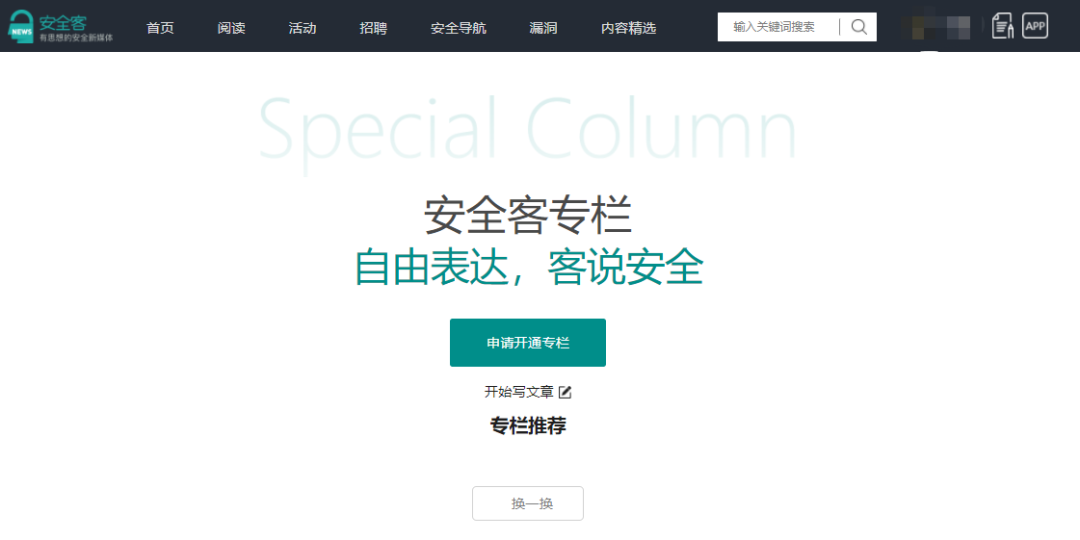 安全客
NEWS
有思想的安全新媒体
首页 阅读 活动 招聘 安全导航 漏洞 内容精选
输入关键词搜索
APP
Special Column
安全客专栏
自由表达，客说安全
申请开通专栏
开始写文章
专栏推荐
换一换